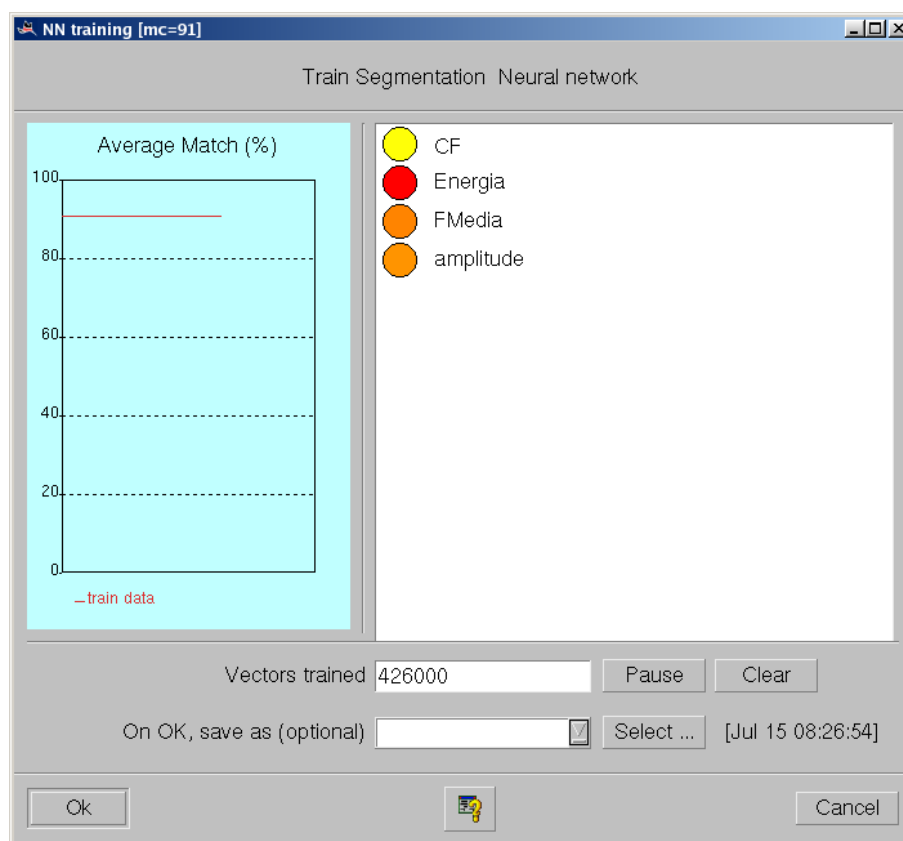 NN training [mc=91]
Train Segmentation Neural network
Average Match (%)
100
80
60
40
20
0
train data
CF
Energia
FMedia
amplitude
Vectors trained 426000 Pause Clear
On OK, save as (optional) Select ... [Jul 15 08:26:54]
Ok Cancel